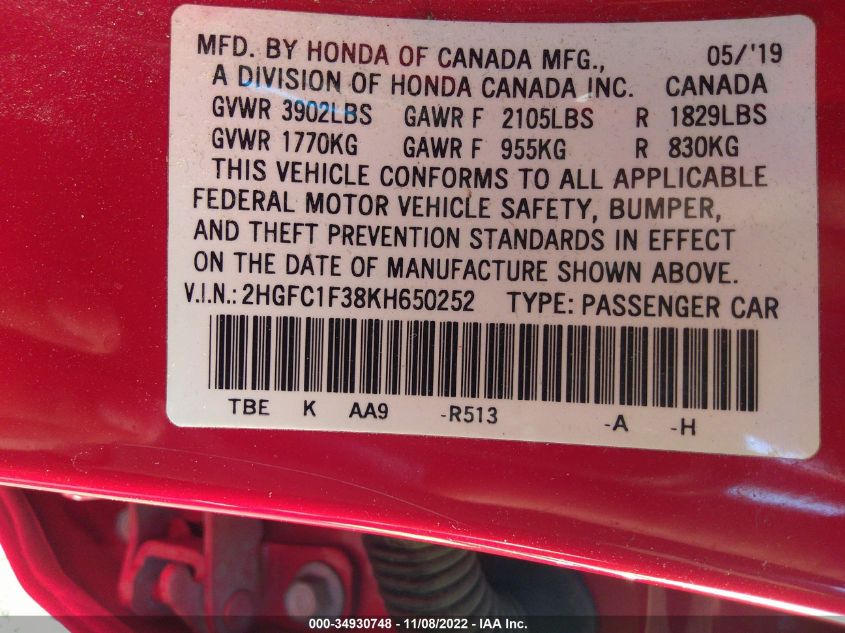 MFD. BY HONDA OF CANADA MFG., 05/'19
A DIVISION OF HONDA CANADA INC. CANADA
GVWR 3902LBS GAWR F 2105LBS R 1829LBS
GVWR 1770KG GAWR F 955KG R 830KG
THIS VEHICLE CONFORMS TO ALL APPLICABLE
FEDERAL MOTOR VEHICLE SAFETY, BUMPER,
AND THEFT PREVENTION STANDARDS IN EFFECT
ON THE DATE OF MANUFACTURE SHOWN ABOVE.
V.I.N.: 2HGFC1F38KH650252 TYPE: PASSENGER CAR
TBE K AA9 -R513 -A -H
000-34930748 - 11/08/2022 - IAA Inc.